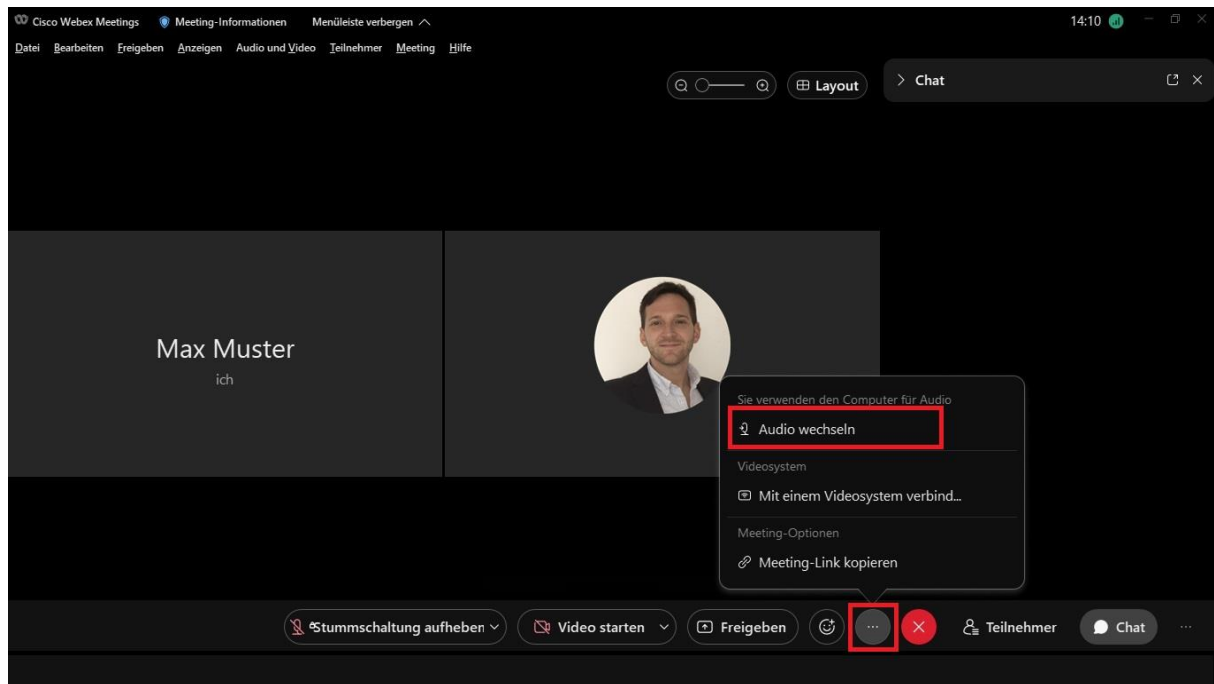 Cisco Webex Meetings Meeting-Informationen Menüleiste verbergen 14:10
Datei Bearbeiten Freigeben Anzeigen Audio und Video Teilnehmer Meeting Hilfe
Layout
Chat
Max Muster
ich
Sie verwenden den Computer für Audio
Audio wechseln
Videosystem
Mit einem Videosystem verbind...
Meeting-Optionen
Meeting-Link kopieren
Stummschaltung aufheben Video starten Freigeben ... Teilnehmer Chat ...